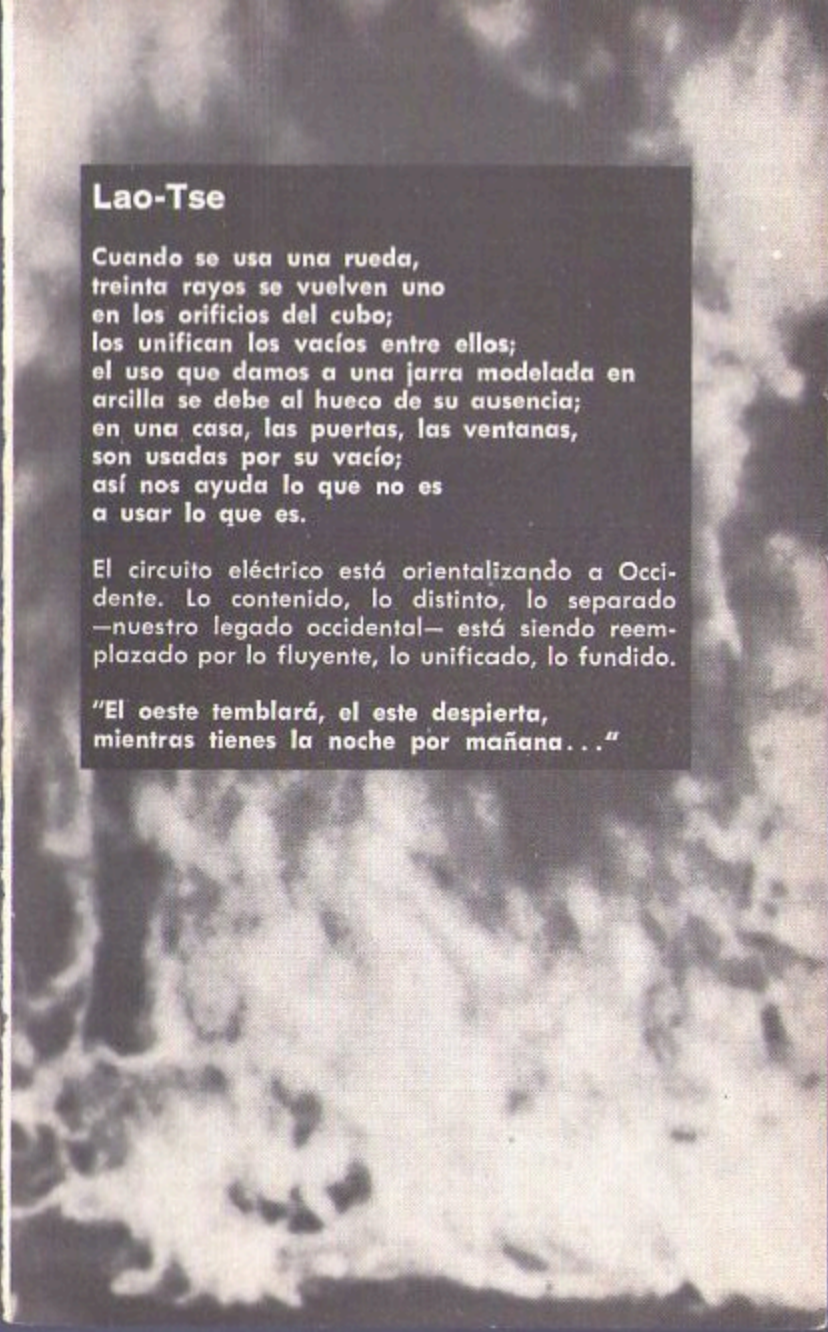 Lao-Tse
Cuando se usa una rueda,
treinta rayos se vuelven uno
en los orificios del cubo;
los unifican los vacíos entre ellos;
el uso que damos a una jarra modelada en
arcilla se debe al hueco de su ausencia;
en una casa, las puertas, las ventanas,
son usadas por su vacío;
así nos ayuda lo que no es
a usar lo que es.
El circuito eléctrico está orientalizando a Occi-
dente. Lo contenido, lo distinto, lo separado
—nuestro legado occidental— está siendo reem-
plazado por lo fluyente, lo unificado, lo fundido.
"El oeste temblará, el este despierta,
mientras tienes la noche por mañana..."